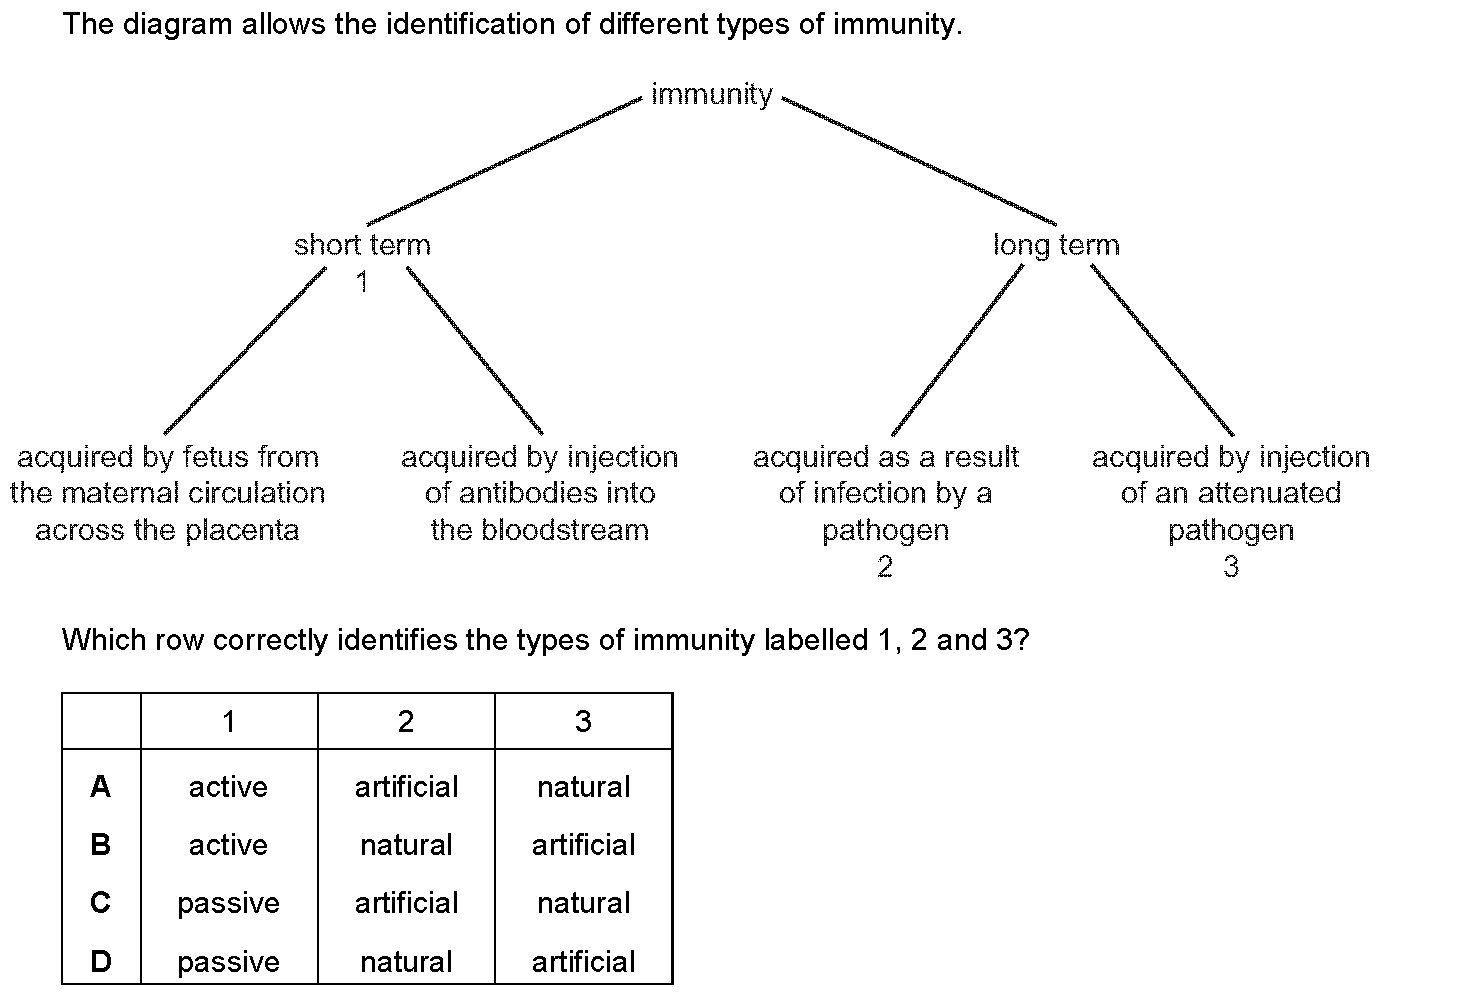 The diagram allows the identification of different types of immunity.
immunity
short term
1
long term
acquired by fetus from
the maternal circulation
across the placenta
acquired by injection
of antibodies into
the bloodstream
acquired as a result
of infection by a
pathogen
2
acquired by injection
of an attenuated
pathogen
3
Which row correctly identifies the types of immunity labelled 1, 2 and 3?
1 2 3
A active artificial natural
B active natural artificial
C passive artificial natural
D passive natural artificial